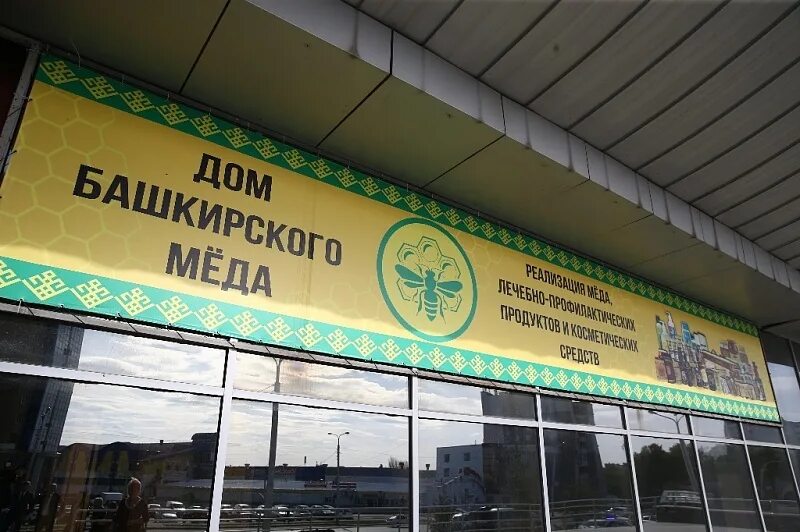 ДОМ
БАШКИРСКОГО
МЁДА
РЕАЛИЗАЦИЯ МЁДА,
ЛЕЧЕБНО-ПРОФИЛАКТИЧЕСКИХ
ПРОДУКТОВ И КОСМЕТИЧЕСКИХ
СРЕДСТВ